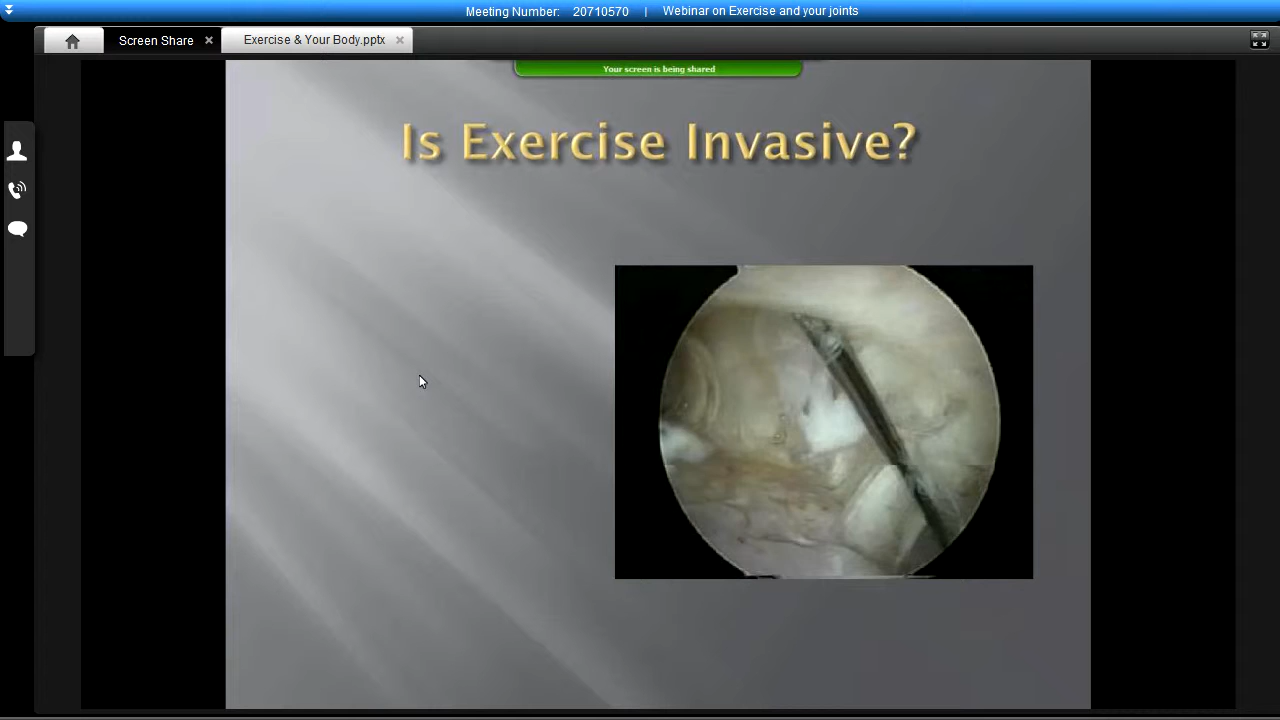 Meeting Number: 20710570 | Webinar on Exercise and your joints
Screen Share
Exercise & Your Body.pptx
Your screen is being shared
Is Exercise Invasive?